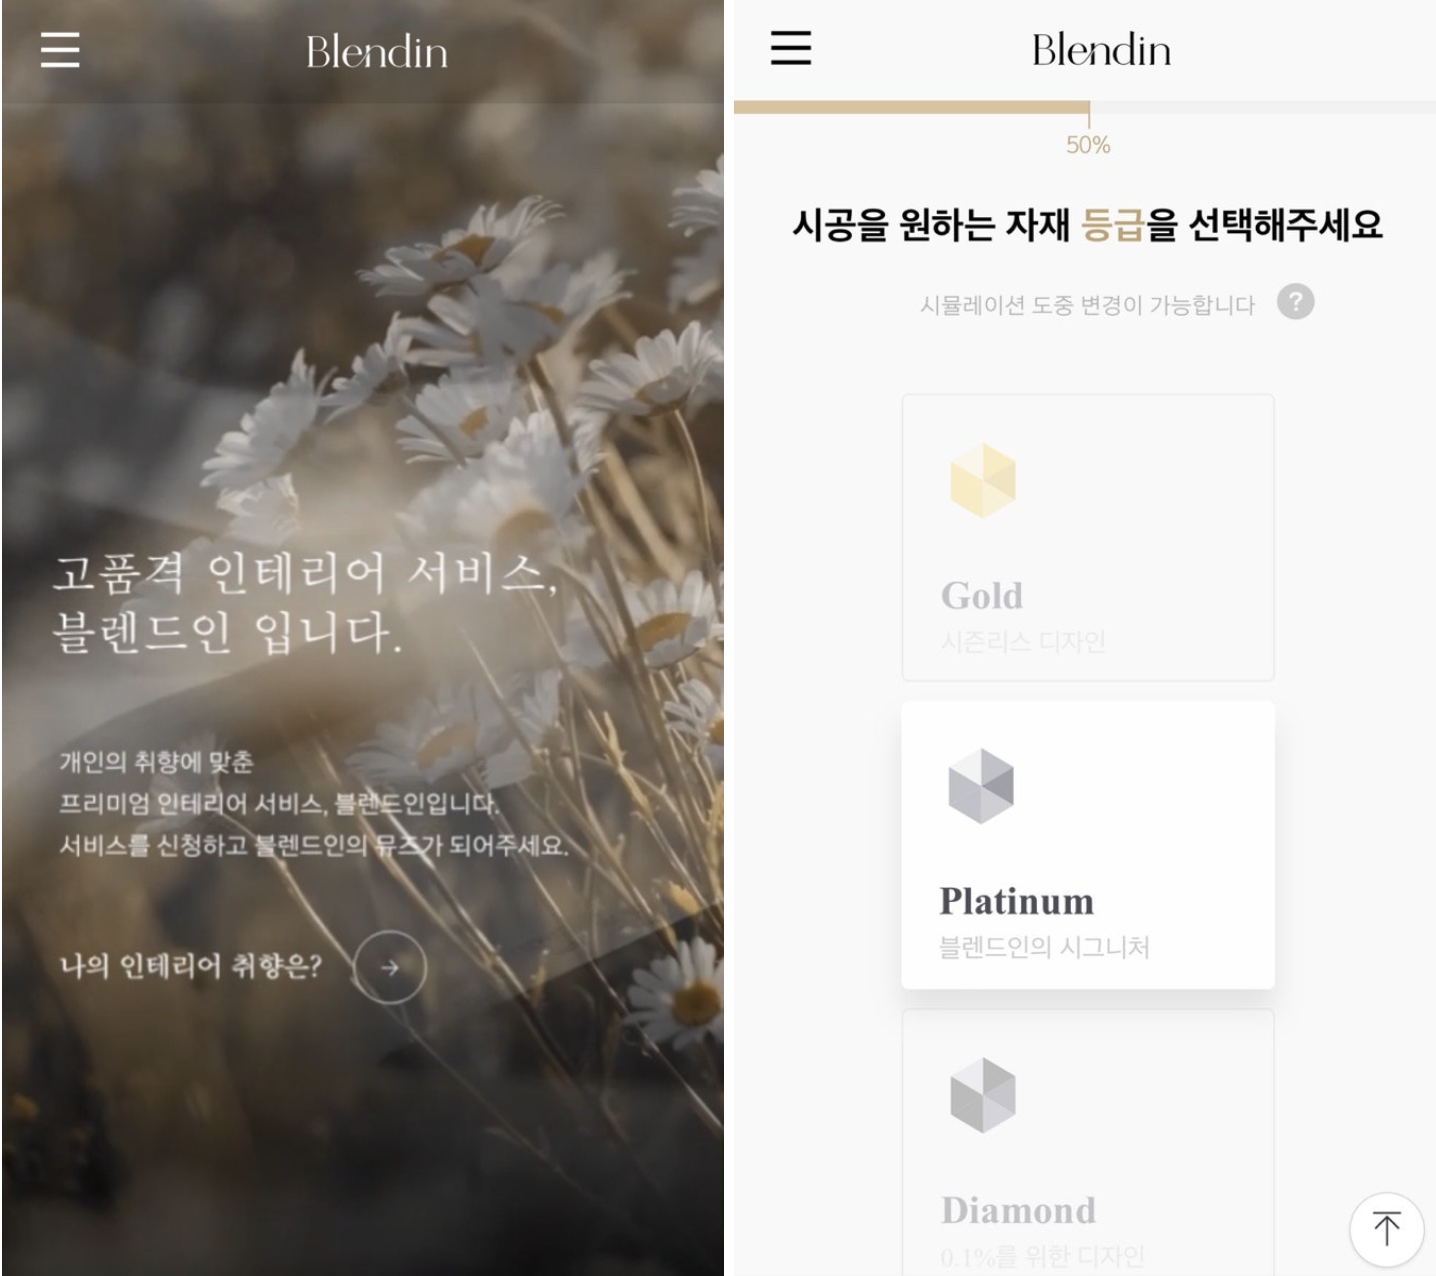 Blendin
고품격 인테리어 서비스,
블렌드인 입니다.
개인의 취향에 맞춘
프리미엄 인테리어 서비스, 블렌드인입니다.
서비스를 신청하고 블렌드인의 뮤즈가 되어주세요.
나의 인테리어 취향은?
Blendin
50%
시공을 원하는 자재 등급을 선택해주세요
시뮬레이션 도중 변경이 가능합니다 ?
Gold
시즌리스 디자인
Platinum
블렌드인의 시그니처
Diamond
0.1%를 위한 디자인